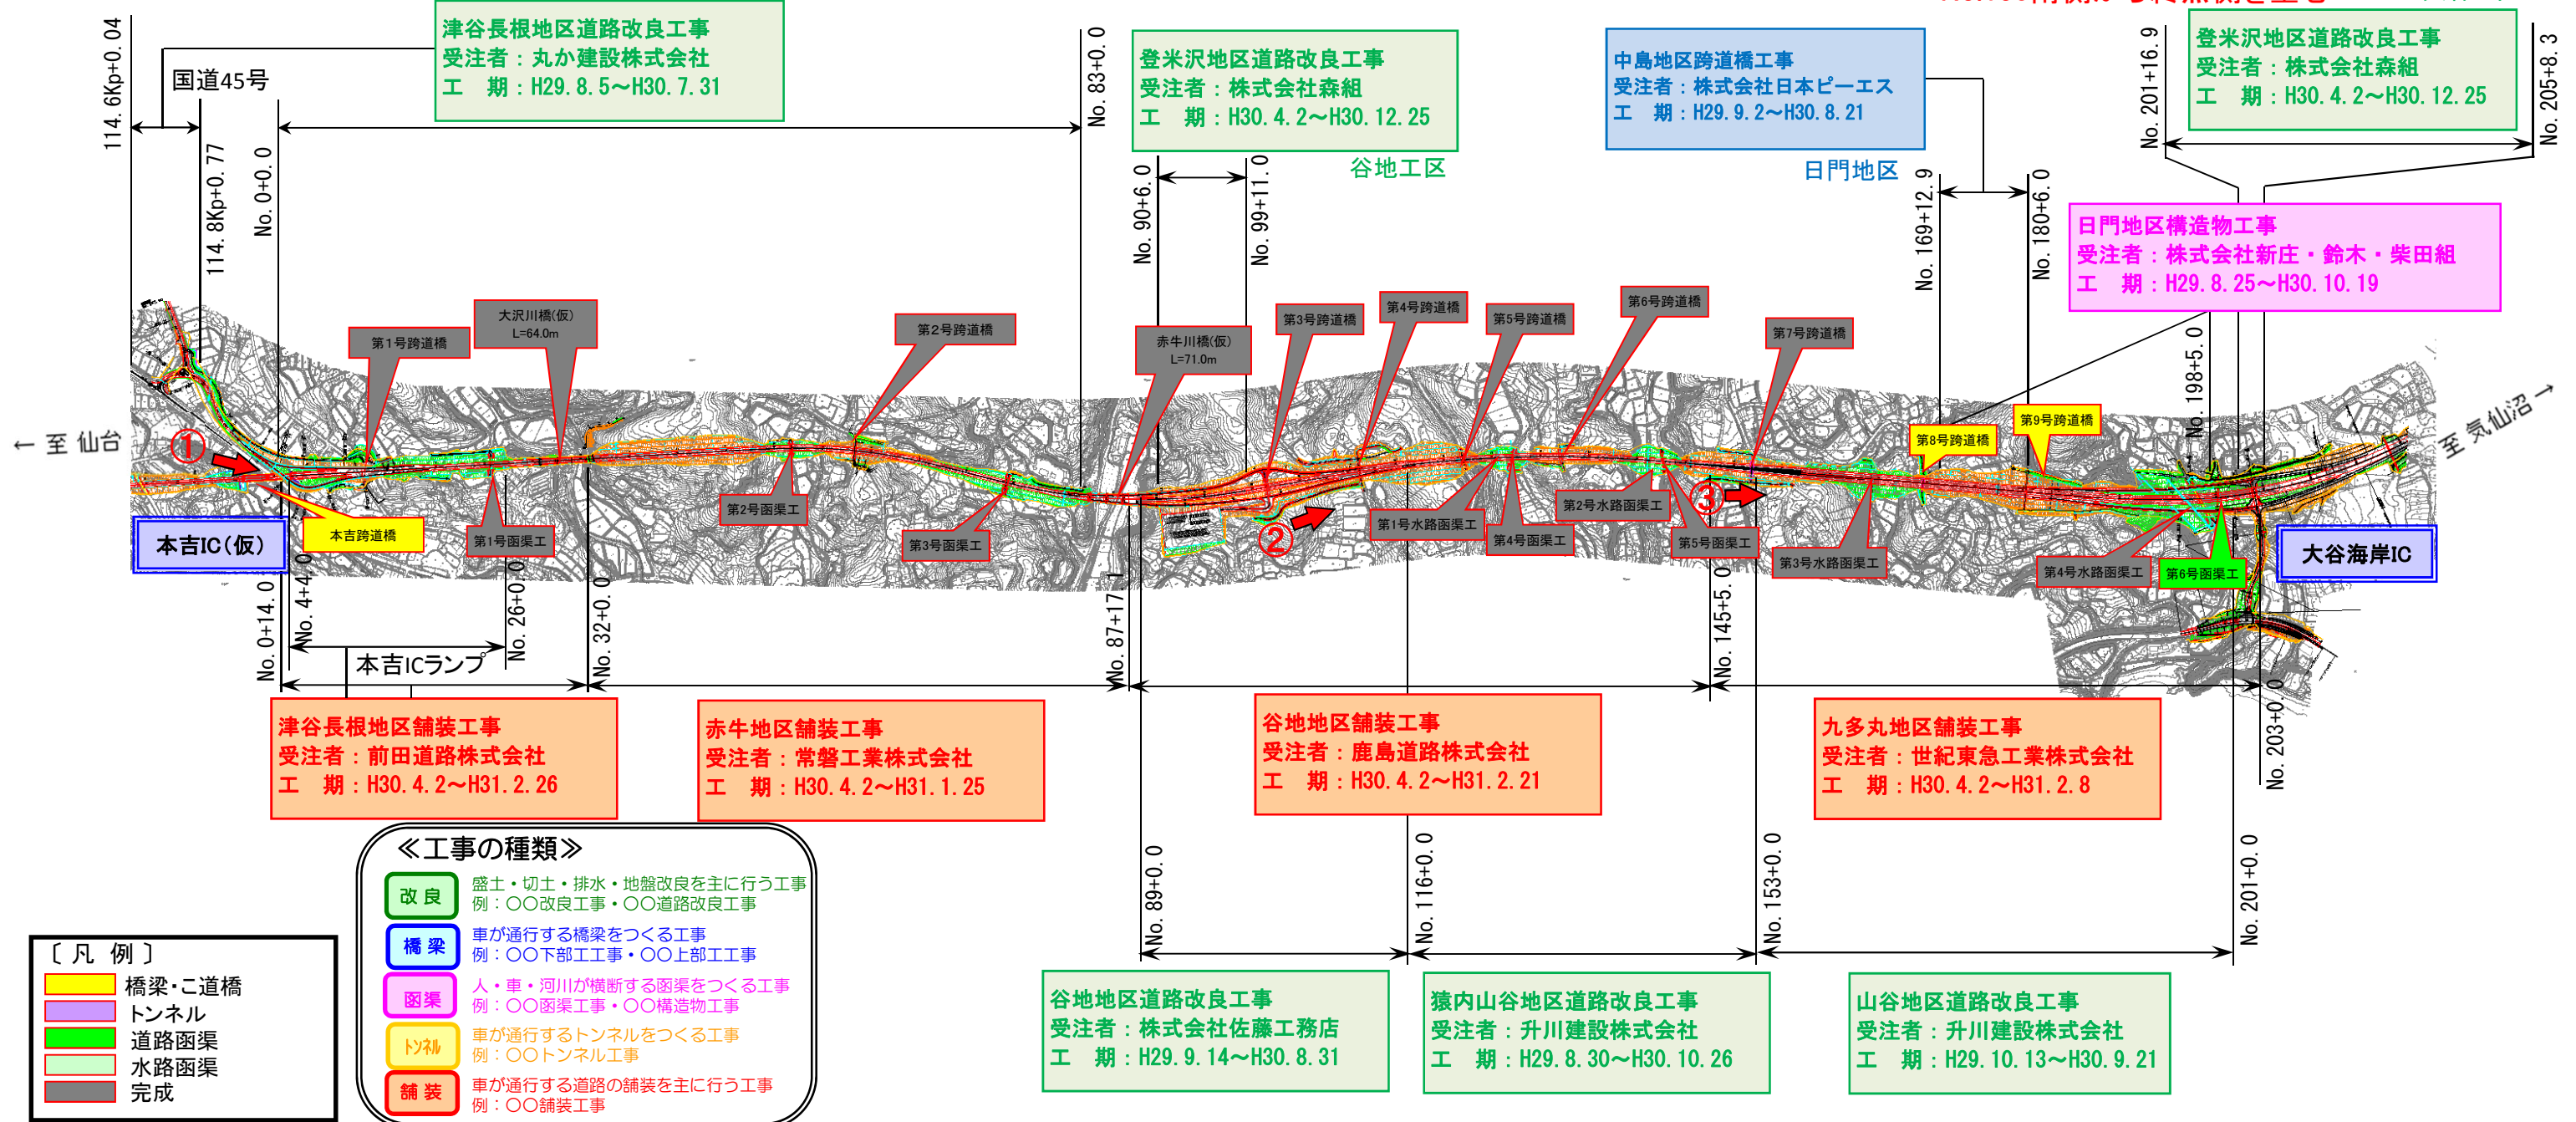 津谷長根地区道路改良工事
受注者：丸か建設株式会社
工　期：H29.8.5～H30.7.31
国道45号
114.6Kp+0.04
114.8Kp+0.77
No.0+0.0
No.83+0.0
登米沢地区道路改良工事
受注者：株式会社森組
工　期：H30.4.2～H30.12.25
谷地工区
No.90+6.0
No.99+11.0
中島地区跨道橋工事
受注者：株式会社日本ピーエス
工　期：H29.9.2～H30.8.21
日門地区
No.169+12.9
No.180+6.0
No.201+16.9
登米沢地区道路改良工事
受注者：株式会社森組
工　期：H30.4.2～H30.12.25
No.205+8.3
日門地区構造物工事
受注者：株式会社新庄・鈴木・柴田組
工　期：H29.8.25～H30.10.19
No.198+5.0
第1号跨道橋
大沢川橋(仮)
L=64.0m
第2号跨道橋
赤牛川橋(仮)
L=71.0m
第3号跨道橋
第4号跨道橋
第5号跨道橋
第6号跨道橋
第7号跨道橋
第8号跨道橋
第9号跨道橋
← 至 仙台
至 気仙沼 →
①
②
③
本吉IC(仮)
本吉跨道橋
第1号函渠工
第2号函渠工
第3号函渠工
第1号水路函渠工
第4号函渠工
第2号水路函渠工
第5号函渠工
第3号水路函渠工
第4号水路函渠工
第6号函渠工
大谷海岸IC
No.0+14.0
No.4+4.0
No.26+0.0
No.32+0.0
No.87+17.1
No.145+5.0
No.203+0.0
本吉ICランプ
津谷長根地区舗装工事
受注者：前田道路株式会社
工　期：H30.4.2～H31.2.26
赤牛地区舗装工事
受注者：常磐工業株式会社
工　期：H30.4.2～H31.1.25
谷地地区舗装工事
受注者：鹿島道路株式会社
工　期：H30.4.2～H31.2.21
九多丸地区舗装工事
受注者：世紀東急工業株式会社
工　期：H30.4.2～H31.2.8
No.89+0.0
No.116+0.0
No.153+0.0
No.201+0.0
谷地地区道路改良工事
受注者：株式会社佐藤工務店
工　期：H29.9.14～H30.8.31
猿内山谷地区道路改良工事
受注者：升川建設株式会社
工　期：H29.8.30～H30.10.26
山谷地区道路改良工事
受注者：升川建設株式会社
工　期：H29.10.13～H30.9.21
≪工事の種類≫
改良
盛土・切土・排水・地盤改良を主に行う工事
例：〇〇改良工事・〇〇道路改良工事
橋梁
車が通行する橋梁をつくる工事
例：〇〇下部工工事・〇〇上部工工事
函渠
人・車・河川が横断する函渠をつくる工事
例：〇〇函渠工事・〇〇構造物工事
トンネル
車が通行するトンネルをつくる工事
例：〇〇トンネル工事
舗装
車が通行する道路の舗装を主に行う工事
例：〇〇舗装工事
〔 凡 例 〕
橋梁・こ道橋
トンネル
道路函渠
水路函渠
完成